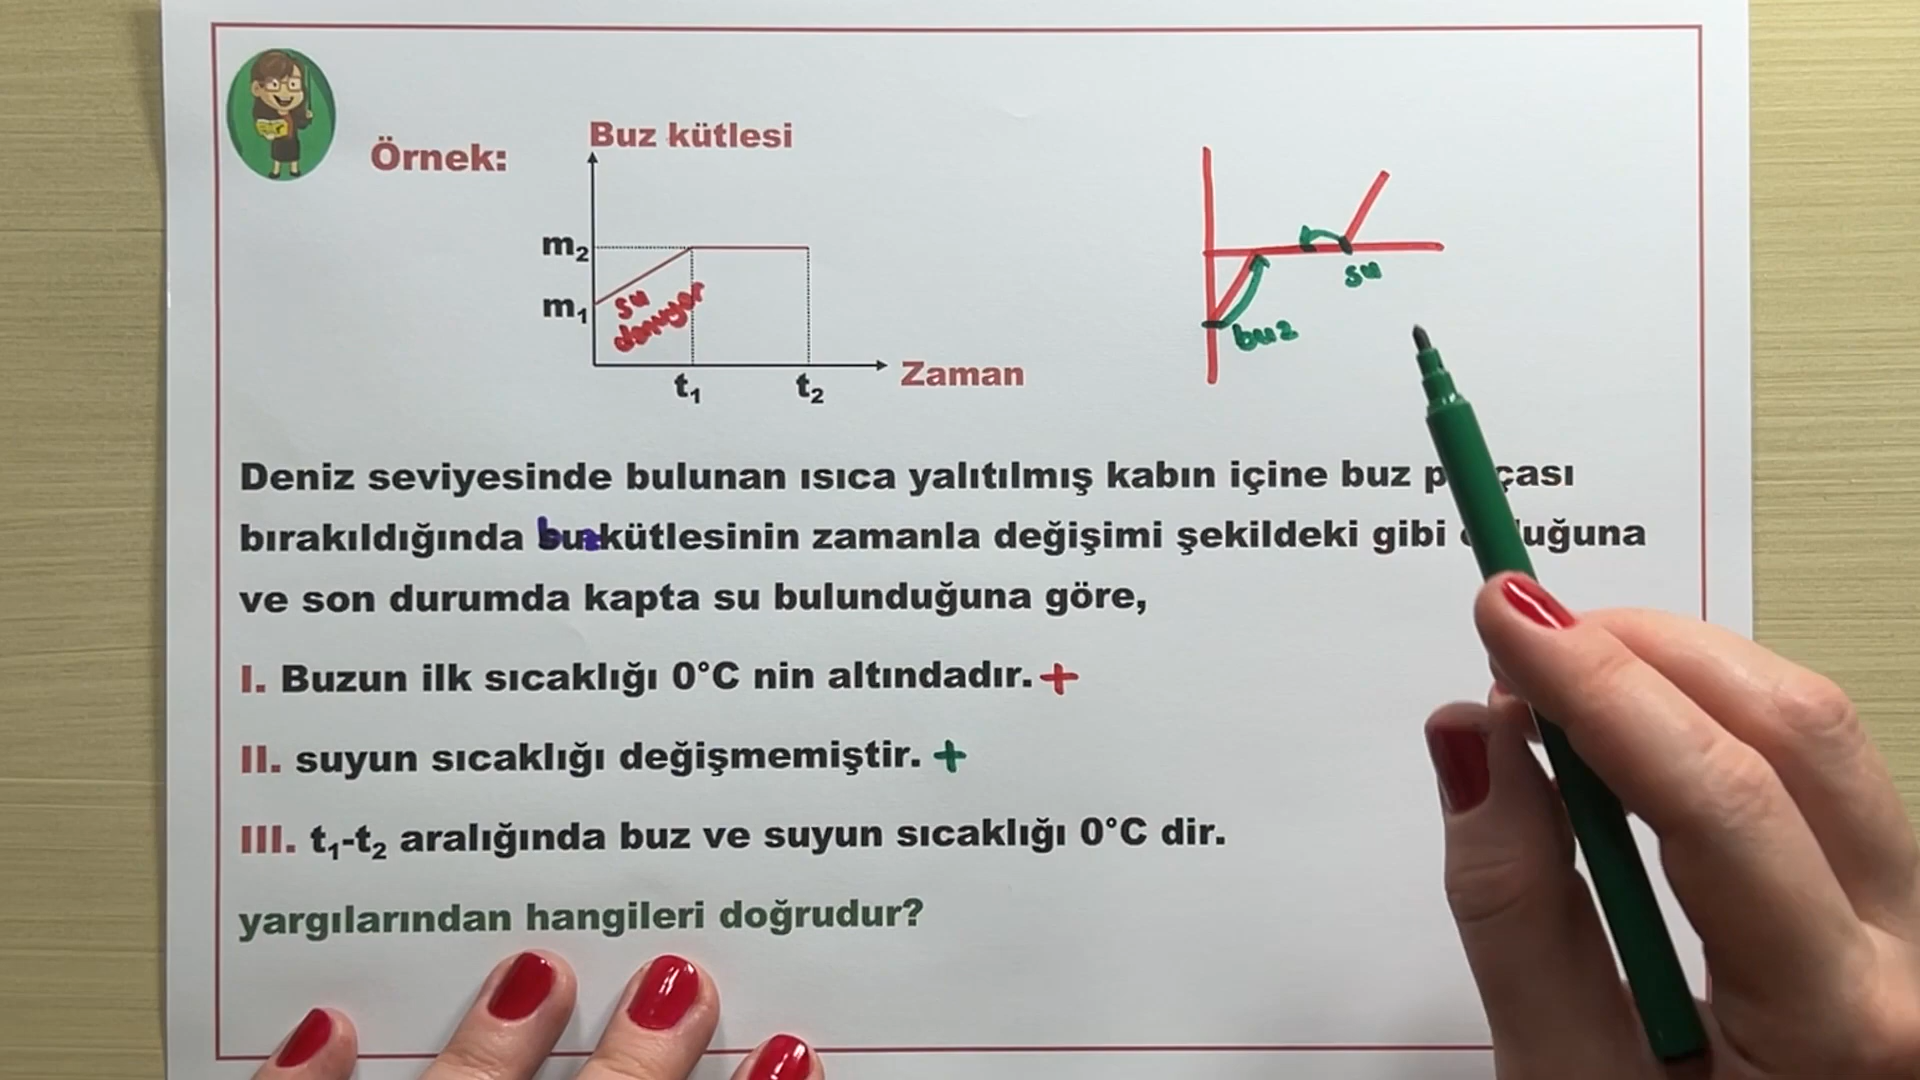 Örnek:
Buz kütlesi
m₂
m₁
su
donuyor
t₁
t₂
Zaman
su
buz
Deniz seviyesinde bulunan ısıca yalıtılmış kabın içine buz
bırakıldığında buz kütlesinin zamanla değişimi şekildeki gibi
ve son durumda kapta su bulunduğuna göre,
I. Buzun ilk sıcaklığı 0°C nin altındadır. +
II. suyun sıcaklığı değişmemiştir. +
III. t₁-t₂ aralığında buz ve suyun sıcaklığı 0°C dir.
yargılarından hangileri doğrudur?